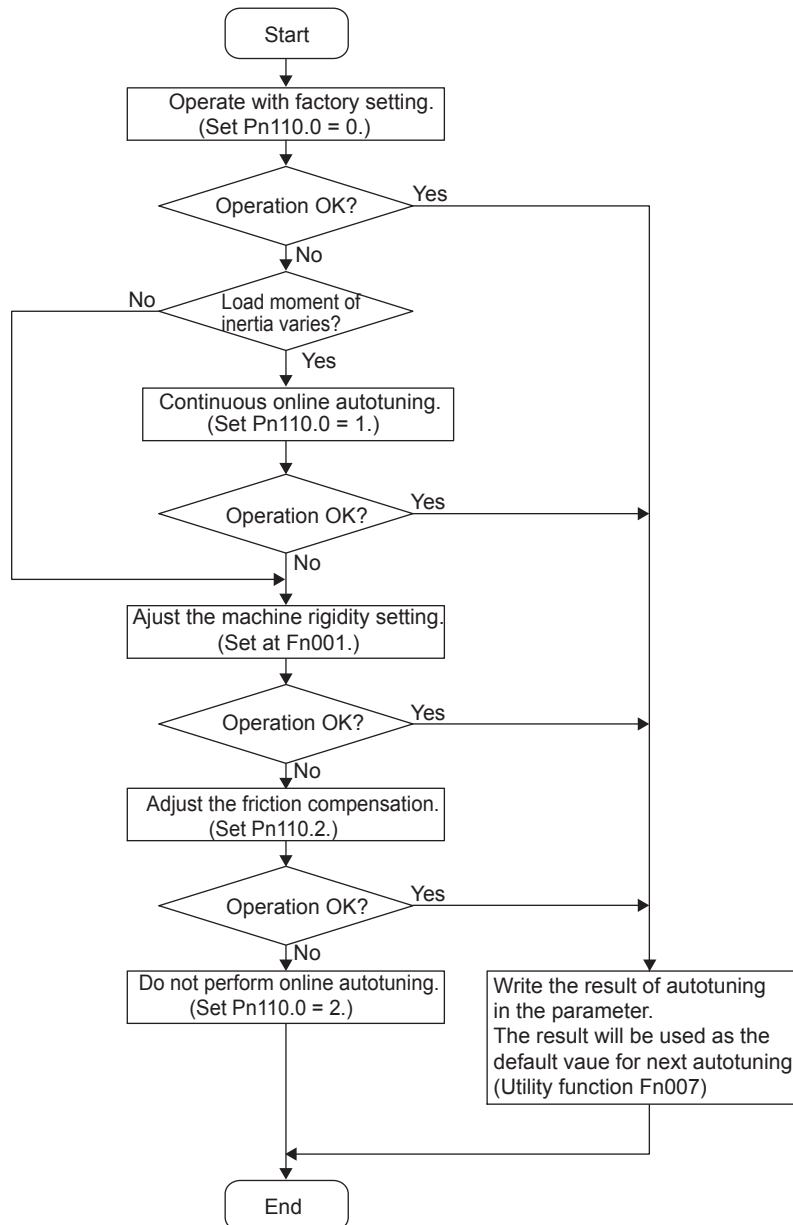 Start
Operate with factory setting.
(Set Pn110.0 = 0.)
Operation OK?
Yes
No
No
Load moment of
inertia varies?
Yes
Continuous online autotuning.
(Set Pn110.0 = 1.)
Operation OK?
Yes
No
Ajust the machine rigidity setting.
(Set at Fn001.)
Operation OK?
Yes
No
Adjust the friction compensation.
(Set Pn110.2.)
Operation OK?
Yes
No
Do not perform online autotuning.
(Set Pn110.0 = 2.)
Write the result of autotuning
in the parameter.
The result will be used as the
default vaue for next autotuning
(Utility function Fn007)
End